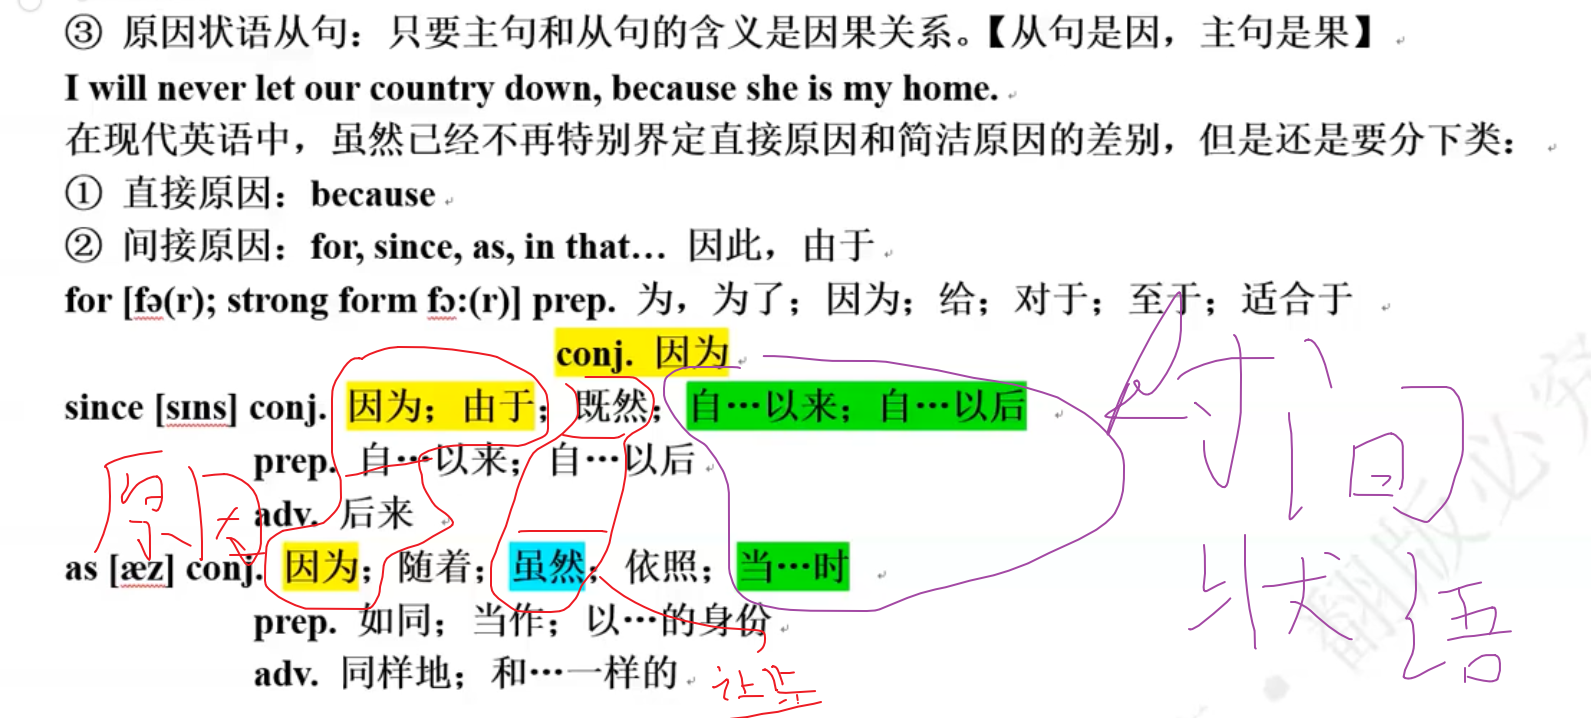 ③ 原因状语从句：只要主句和从句的含义是因果关系。【从句是因，主句是果】
I will never let our country down, because she is my home.
在现代英语中，虽然已经不再特别界定直接原因和简洁原因的差别，但是还是要分下类：
① 直接原因：because
② 间接原因：for, since, as, in that… 因此，由于
for [fə(r); strong form fɔ:(r)] prep. 为，为了；因为；给；对于；至于；适合于
conj. 因为
since [sɪns] conj. 因为；由于；既然；自…以来；自…以后
prep. 自…以来；自…以后
adv. 后来
as [æz] conj. 因为；随着；虽然；依照；当…时
prep. 如同；当作；以…的身份
adv. 同样地；和…一样的
原因
时间
状语
让步
翻版必究